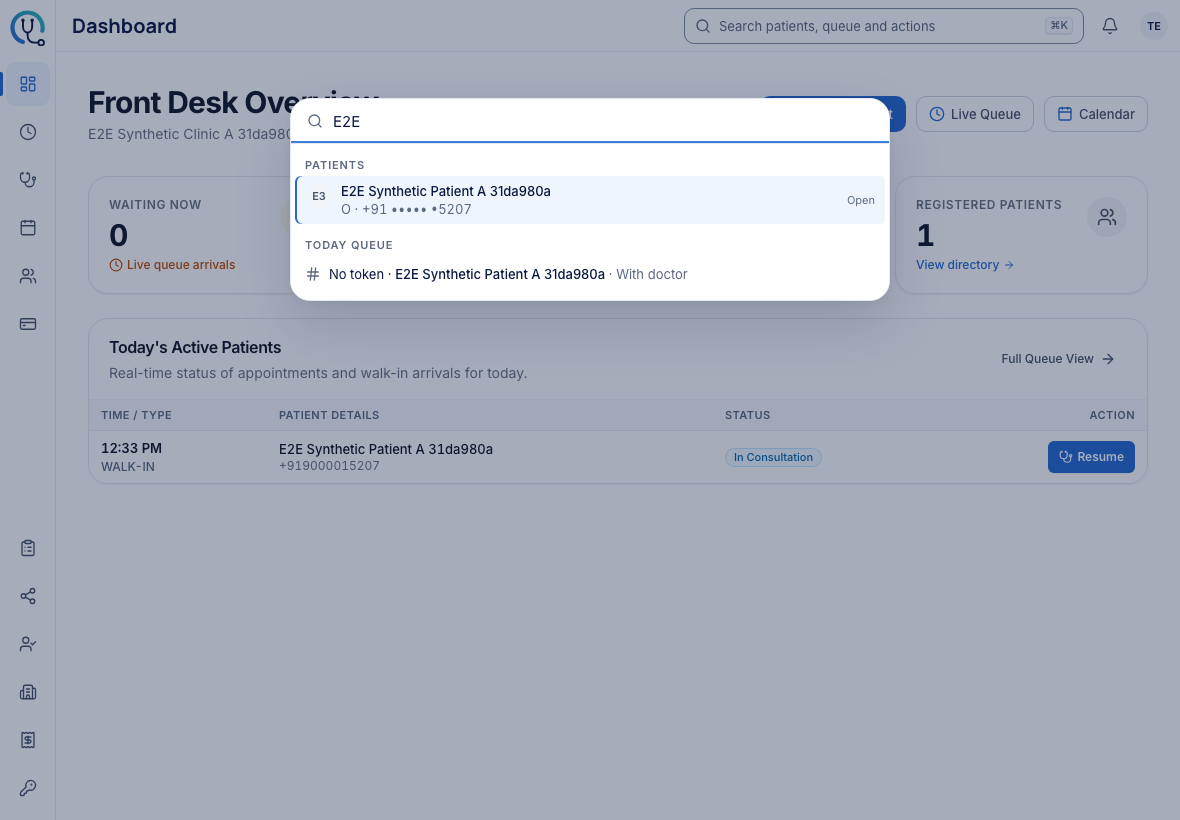 Dashboard
Search patients, queue and actions
⌘K
TE
Front Desk Overview
E2E Synthetic Clinic A 31da980
Live Queue
Calendar
E2E
PATIENTS
E3
E2E Synthetic Patient A 31da980a
O · +91 ••••• •5207
Open
TODAY QUEUE
# No token · E2E Synthetic Patient A 31da980a · With doctor
WAITING NOW
0
Live queue arrivals
REGISTERED PATIENTS
1
View directory →
Today's Active Patients
Real-time status of appointments and walk-in arrivals for today.
Full Queue View →
TIME / TYPE PATIENT DETAILS STATUS ACTION
12:33 PM
WALK-IN
E2E Synthetic Patient A 31da980a
+919000015207
In Consultation
Resume